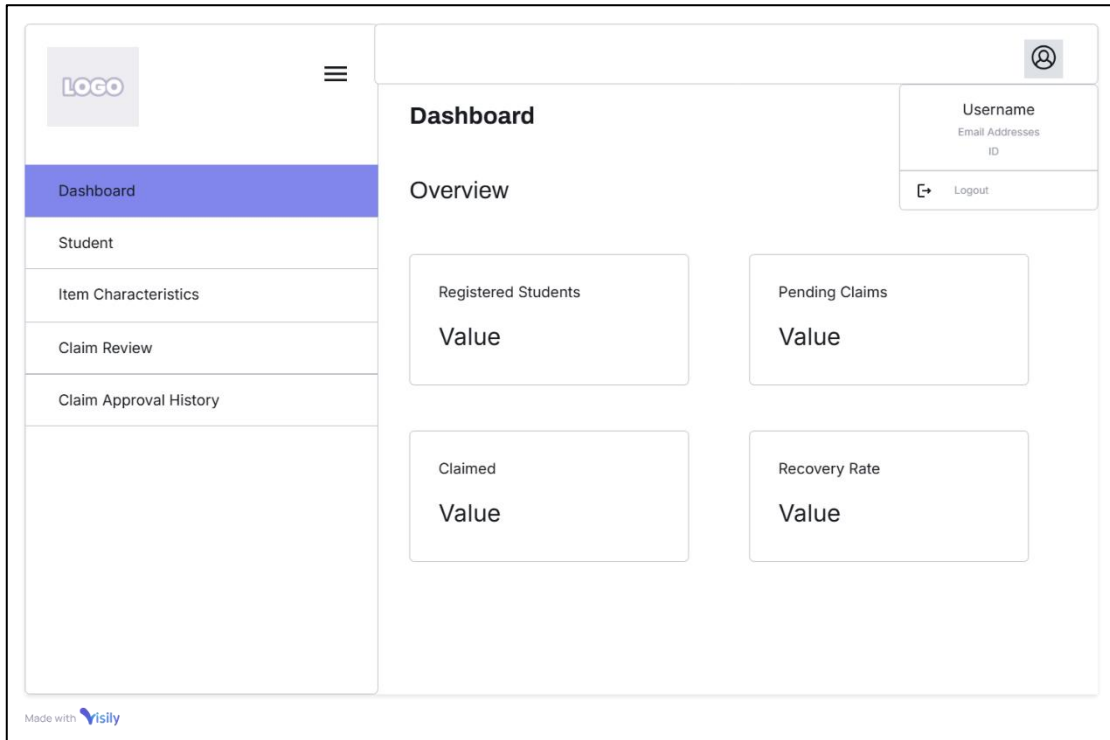 LOGO
Dashboard
Student
Item Characteristics
Claim Review
Claim Approval History
Dashboard
Overview
Username
Email Addresses
ID
Logout
Registered Students
Value
Pending Claims
Value
Claimed
Value
Recovery Rate
Value
Made with Visily